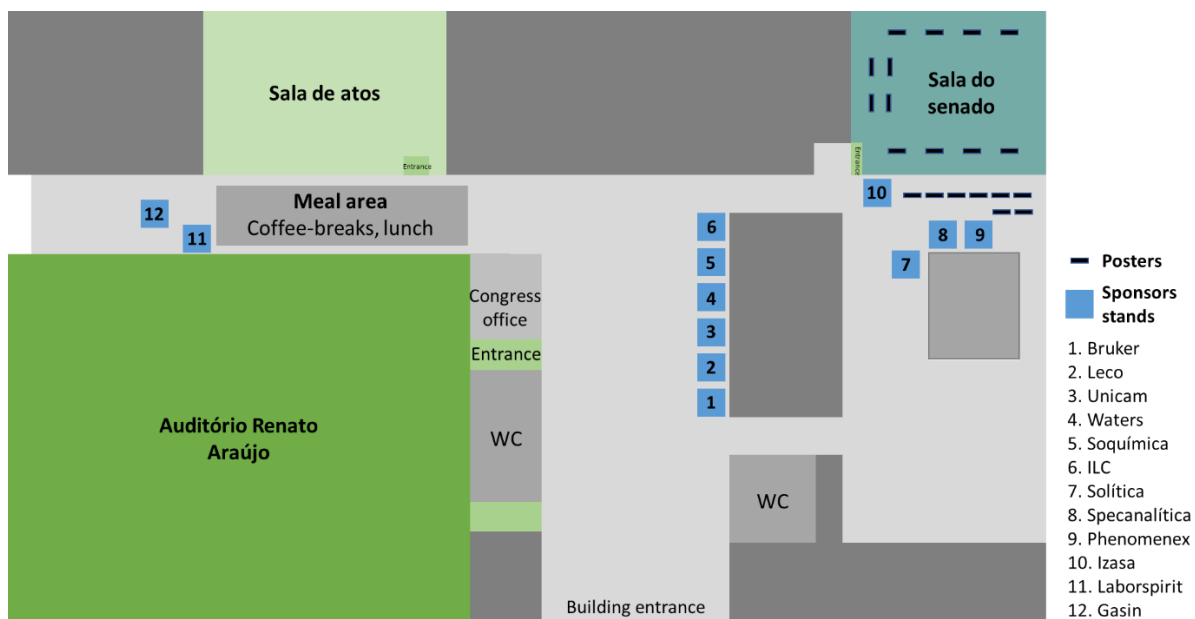 Sala de atos
Entrance
Sala do
senado
Entrance
Meal area
Coffee-breaks, lunch
12
11
10
6
5
4
3
2
1
8
9
7
Congress
office
Entrance
Auditório Renato
Araújo
WC
WC
Building entrance
Posters
Sponsors
stands
1. Bruker
2. Leco
3. Unicam
4. Waters
5. Soquímica
6. ILC
7. Solítica
8. Specanalítica
9. Phenomenex
10. Izasa
11. Laborspirit
12. Gasin